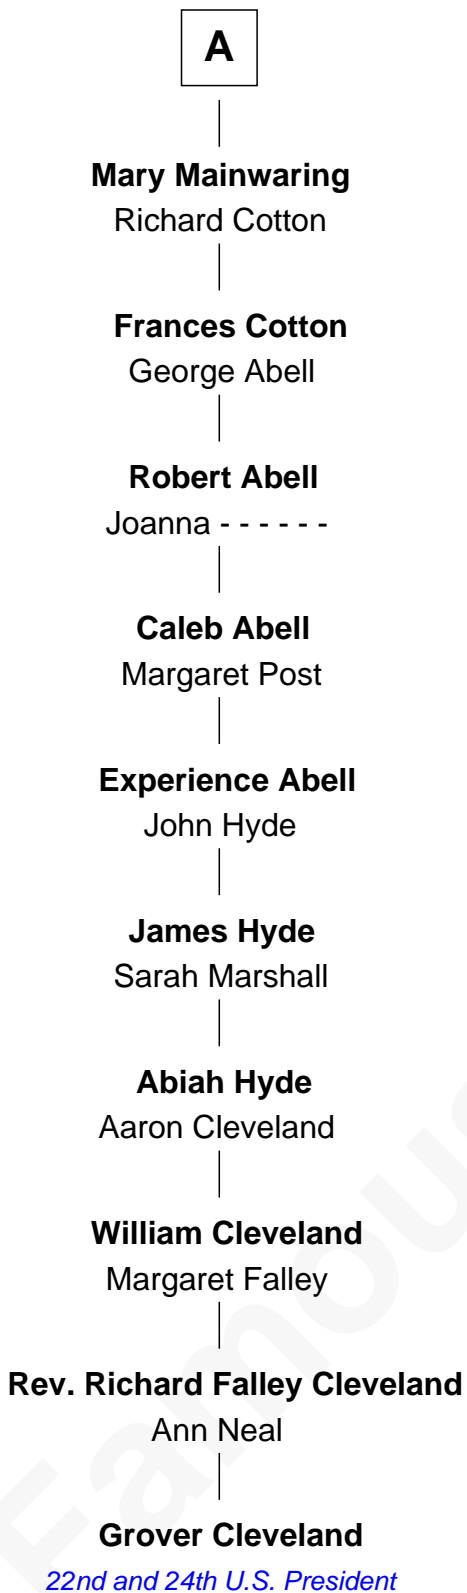 A
Mary Mainwaring
Richard Cotton
Frances Cotton
George Abell
Robert Abell
Joanna - - - - - -
Caleb Abell
Margaret Post
Experience Abell
John Hyde
James Hyde
Sarah Marshall
Abiah Hyde
Aaron Cleveland
William Cleveland
Margaret Falley
Rev. Richard Falley Cleveland
Ann Neal
Grover Cleveland
22nd and 24th U.S. President
Famous